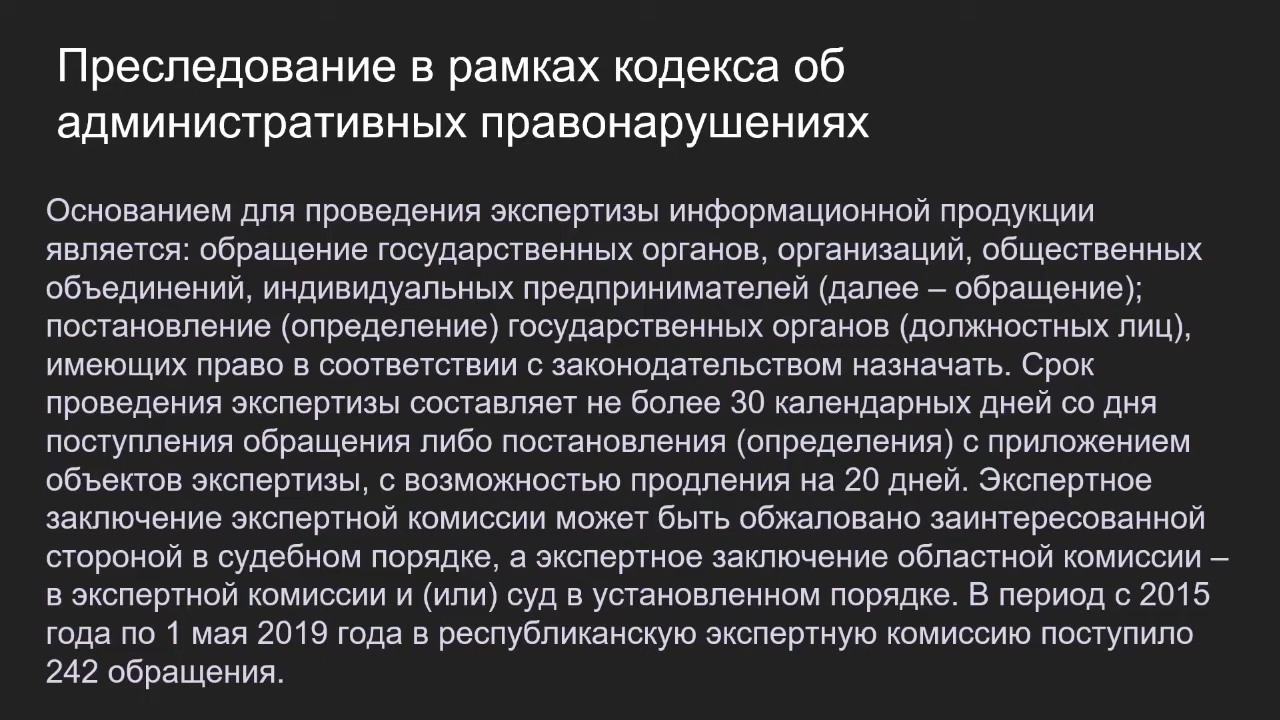 Преследование в рамках кодекса об
административных правонарушениях
Основанием для проведения экспертизы информационной продукции
является: обращение государственных органов, организаций, общественных
объединений, индивидуальных предпринимателей (далее – обращение);
постановление (определение) государственных органов (должностных лиц),
имеющих право в соответствии с законодательством назначать. Срок
проведения экспертизы составляет не более 30 календарных дней со дня
поступления обращения либо постановления (определения) с приложением
объектов экспертизы, с возможностью продления на 20 дней. Экспертное
заключение экспертной комиссии может быть обжаловано заинтересованной
стороной в судебном порядке, а экспертное заключение областной комиссии –
в экспертной комиссии и (или) суд в установленном порядке. В период с 2015
года по 1 мая 2019 года в республиканскую экспертную комиссию поступило
242 обращения.